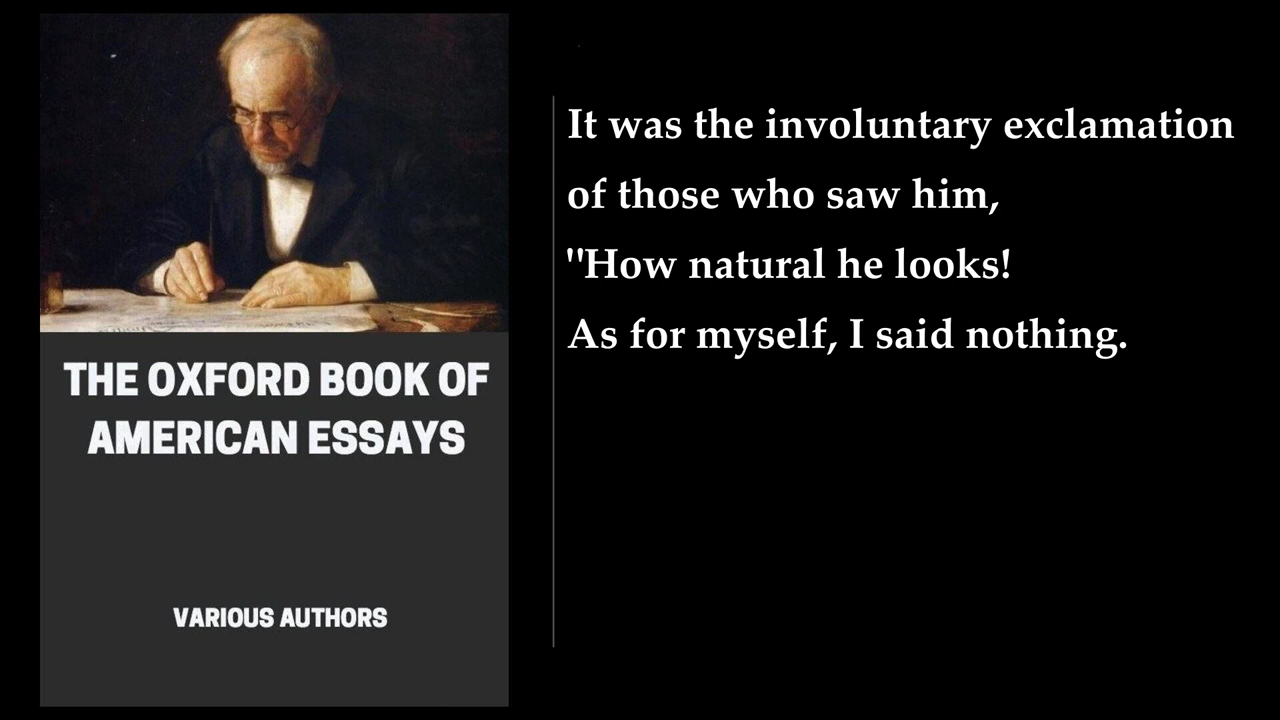 THE OXFORD BOOK OF
AMERICAN ESSAYS
VARIOUS AUTHORS
It was the involuntary exclamation
of those who saw him,
"How natural he looks!
As for myself, I said nothing.